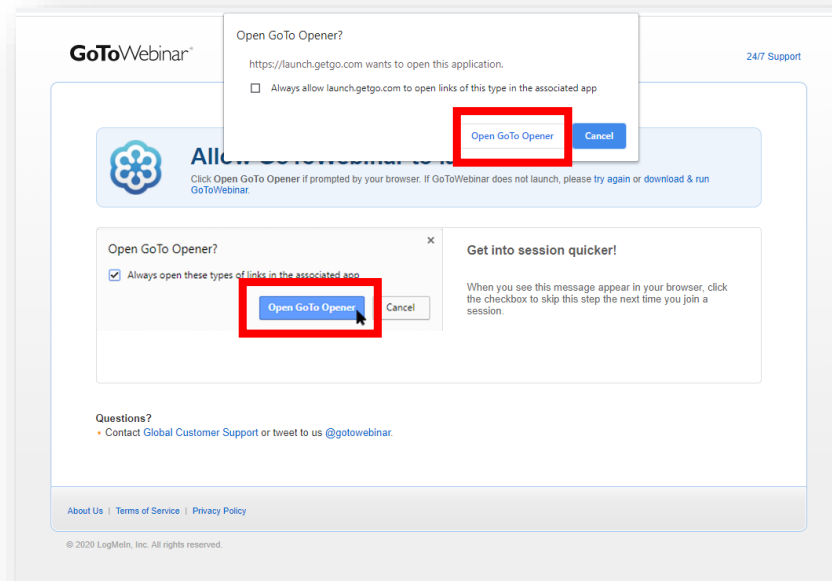 Open GoTo Opener?
https://launch.getgo.com wants to open this application.
Always allow launch.getgo.com to open links of this type in the associated app
Open GoTo Opener
Cancel
GoToWebinar
24/7 Support
Click Open GoTo Opener if prompted by your browser. If GoToWebinar does not launch, please try again or download & run
GoToWebinar.
Open GoTo Opener?
×
Always open these types of links in the associated app
Open GoTo Opener
Cancel
Get into session quicker!
When you see this message appear in your browser, click
the checkbox to skip this step the next time you join a
session.
Questions?
• Contact Global Customer Support or tweet to us @gotowebinar.
About Us | Terms of Service | Privacy Policy
© 2020 LogMeIn, Inc. All rights reserved.